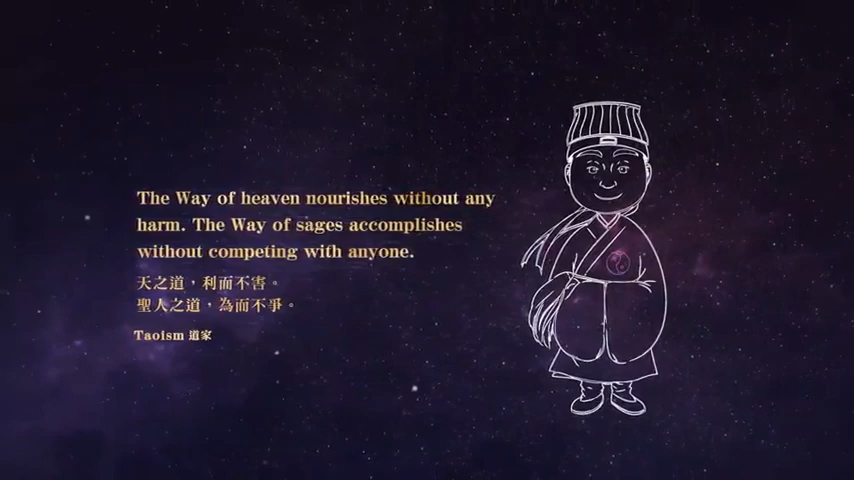 The Way of heaven nourishes without any
harm. The Way of sages accomplishes
without competing with anyone.
天之道，利而不害。
聖人之道，為而不爭。
Taoism 道家